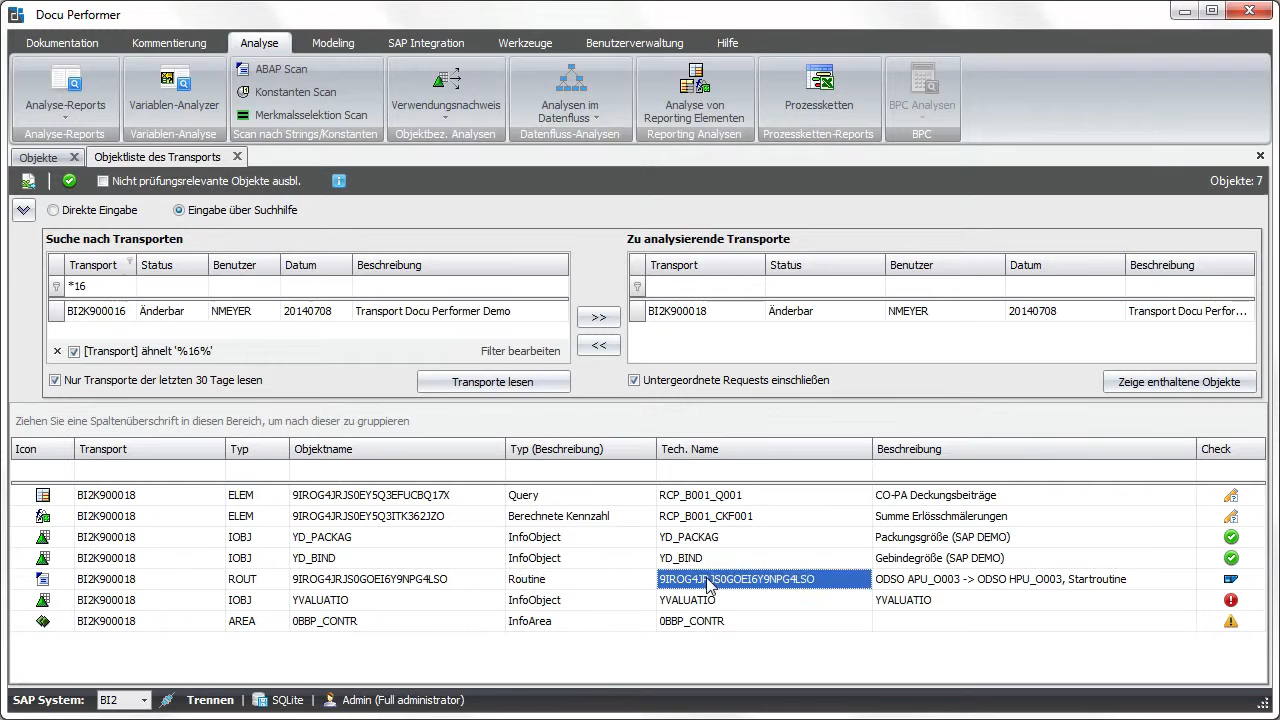 Docu Performer
Dokumentation Kommentierung Analyse Modeling SAP Integration Werkzeuge Benutzerverwaltung Hilfe
Analyse-Reports
Analyse-Reports
Variablen-Analyzer
Variablen-Analyse
ABAP Scan
Konstanten Scan
Merkmalsselektion Scan
Scan nach Strings/Konstanten
Verwendungsnachweis
Objektbez. Analysen
Analysen im
Datenfluss
Datenfluss-Analysen
Analyse von
Reporting Elementen
Reporting Analysen
Prozessketten
Prozessketten-Reports
BPC Analysen
BPC
Objekte Objektliste des Transports
Nicht prüfungsrelevante Objekte ausbl. Objekte: 7
Direkte Eingabe Eingabe über Suchhilfe
Suche nach Transporten
Transport Status Benutzer Datum Beschreibung
*16
BI2K900016 Änderbar NMEYER 20140708 Transport Docu Performer Demo
[Transport] ähnelt '%16%' Filter bearbeiten
Nur Transporte der letzten 30 Tage lesen Transporte lesen
>>
<<
Zu analysierende Transporte
Transport Status Benutzer Datum Beschreibung
BI2K900018 Änderbar NMEYER 20140708 Transport Docu Perfor...
Untergeordnete Requests einschließen Zeige enthaltene Objekte
Ziehen Sie eine Spaltenüberschrift in diesen Bereich, um nach dieser zu gruppieren
Icon Transport Typ Objektname Typ (Beschreibung) Tech. Name Beschreibung Check
BI2K900018 ELEM 9IROG4JRJS0EY5Q3EFUCBQ17X Query RCP_B001_Q001 CO-PA Deckungsbeiträge
BI2K900018 ELEM 9IROG4JRJS0EY5Q3ITK362JZO Berechnete Kennzahl RCP_B001_CKF001 Summe Erlösschmälerungen
BI2K900018 IOBJ YD_PACKAG InfoObject YD_PACKAG Packungsgröße (SAP DEMO)
BI2K900018 IOBJ YD_BIND InfoObject YD_BIND Gebindegröße (SAP DEMO)
BI2K900018 ROUT 9IROG4JRJS0GOEI6Y9NPG4LSO Routine 9IROG4JRJS0GOEI6Y9NPG4LSO ODSO APU_O003 -> ODSO HPU_O003, Startroutine
BI2K900018 IOBJ YVALUATIO InfoObject YVALUATIO YVALUATIO
BI2K900018 AREA 0BBP_CONTR InfoArea 0BBP_CONTR
SAP System: BI2 Trennen SQLite Admin (Full administrator)